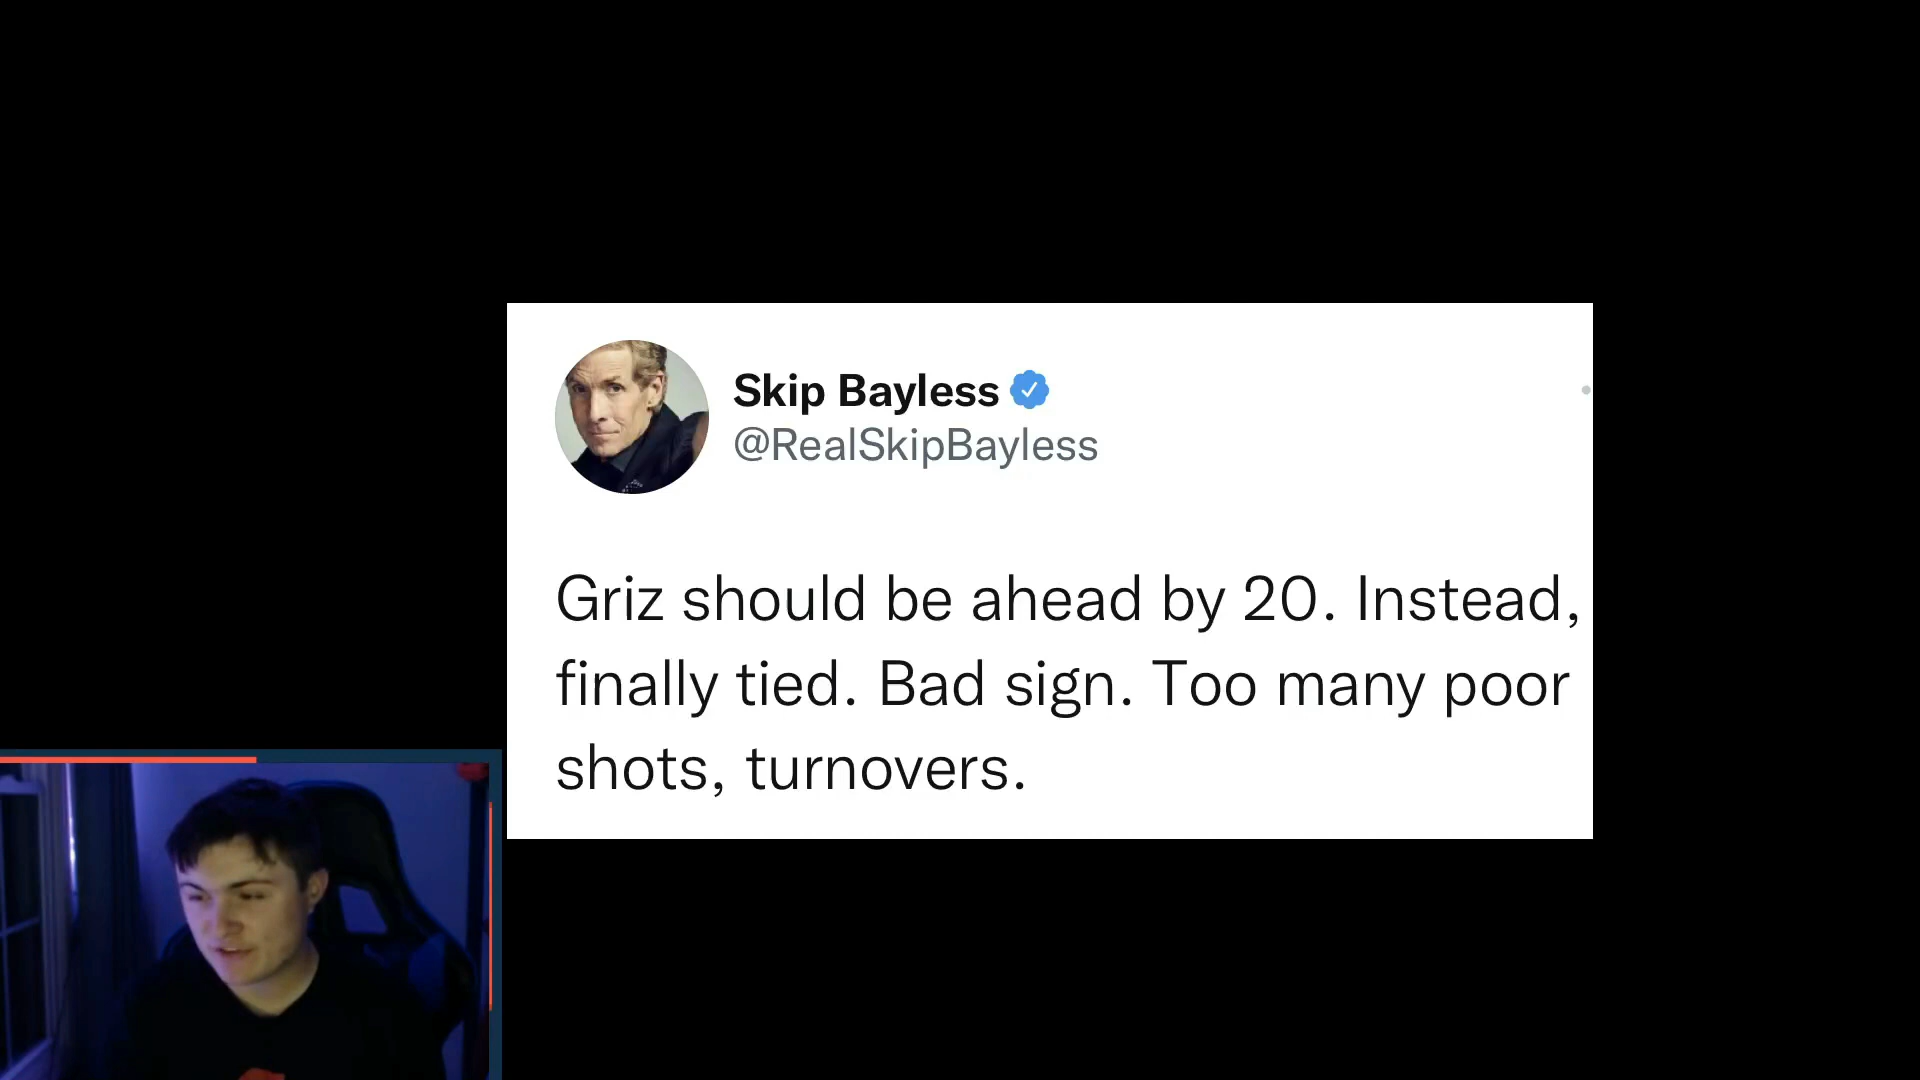 Skip Bayless
@RealSkipBayless
Griz should be ahead by 20. Instead,
finally tied. Bad sign. Too many poor
shots, turnovers.